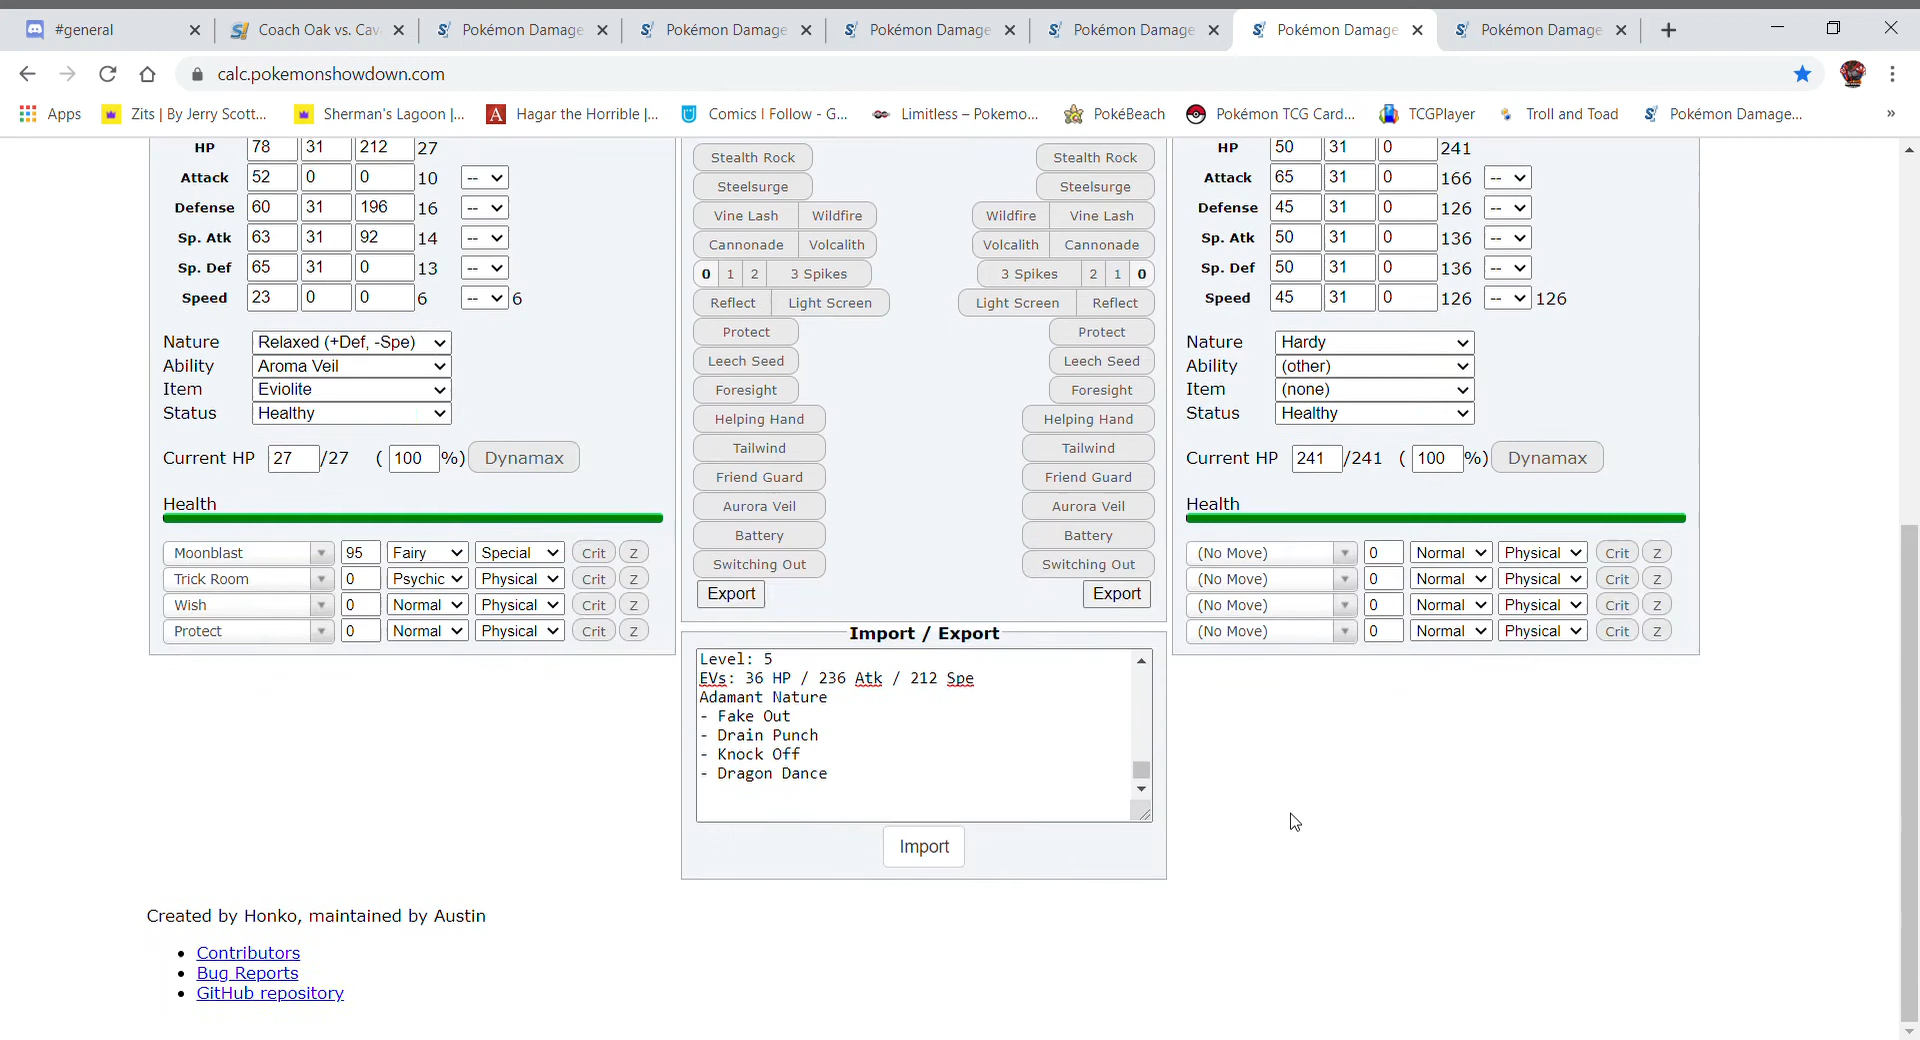 #general
Coach Oak vs. Cav
Pokémon Damage
Pokémon Damage
Pokémon Damage
Pokémon Damage
Pokémon Damage
Pokémon Damage
calc.pokemonshowdown.com
Apps
Zits | By Jerry Scott...
Sherman's Lagoon |...
Hagar the Horrible |...
Comics I Follow - G...
Limitless – Pokemo...
PokéBeach
Pokémon TCG Card...
TCGPlayer
Troll and Toad
Pokémon Damage...
»
HP 78 31 212 27
Attack 52 0 0 10 --
Defense 60 31 196 16 --
Sp. Atk 63 31 92 14 --
Sp. Def 65 31 0 13 --
Speed 23 0 0 6 -- 6
Nature Relaxed (+Def, -Spe)
Ability Aroma Veil
Item Eviolite
Status Healthy
Current HP 27 /27 ( 100 %) Dynamax
Health
Moonblast 95 Fairy Special Crit Z
Trick Room 0 Psychic Physical Crit Z
Wish 0 Normal Physical Crit Z
Protect 0 Normal Physical Crit Z
Stealth Rock Stealth Rock
Steelsurge Steelsurge
Vine Lash Wildfire Wildfire Vine Lash
Cannonade Volcalith Volcalith Cannonade
0 1 2 3 Spikes 3 Spikes 2 1 0
Reflect Light Screen Light Screen Reflect
Protect Protect
Leech Seed Leech Seed
Foresight Foresight
Helping Hand Helping Hand
Tailwind Tailwind
Friend Guard Friend Guard
Aurora Veil Aurora Veil
Battery Battery
Switching Out Switching Out
Export Export
Import / Export
Level: 5
EVs: 36 HP / 236 Atk / 212 Spe
Adamant Nature
- Fake Out
- Drain Punch
- Knock Off
- Dragon Dance
Import
HP 50 31 0 241
Attack 65 31 0 166 --
Defense 45 31 0 126 --
Sp. Atk 50 31 0 136 --
Sp. Def 50 31 0 136 --
Speed 45 31 0 126 -- 126
Nature Hardy
Ability (other)
Item (none)
Status Healthy
Current HP 241 /241 ( 100 %) Dynamax
Health
(No Move) 0 Normal Physical Crit Z
(No Move) 0 Normal Physical Crit Z
(No Move) 0 Normal Physical Crit Z
(No Move) 0 Normal Physical Crit Z
Created by Honko, maintained by Austin
Contributors
Bug Reports
GitHub repository